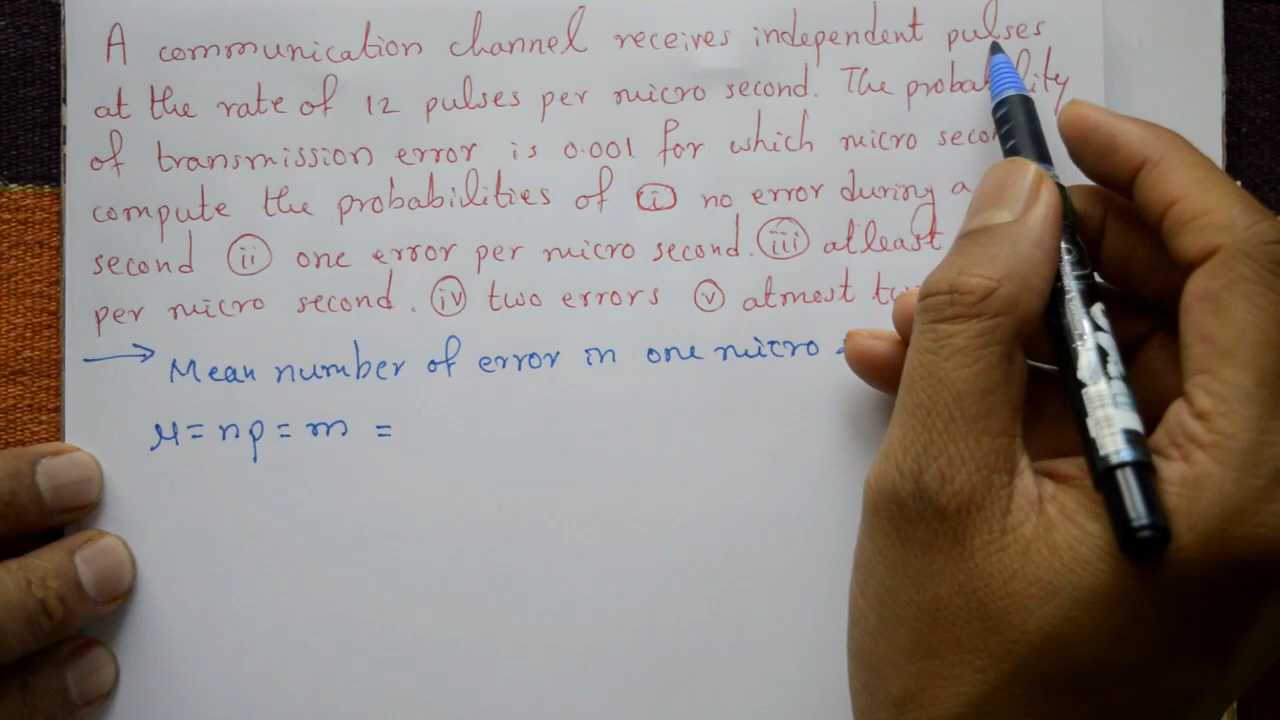 A communication channel receives independent pulses
at the rate of 12 pulses per micro second. The
of transmission error is 0.001 for which micro
compute the probabilities of (i) no error during a
second (ii) one error per micro second. (iii) atleast
per micro second. (iv) two errors (v) atmost
→ Mean number of error in one micro
μ = np = m =